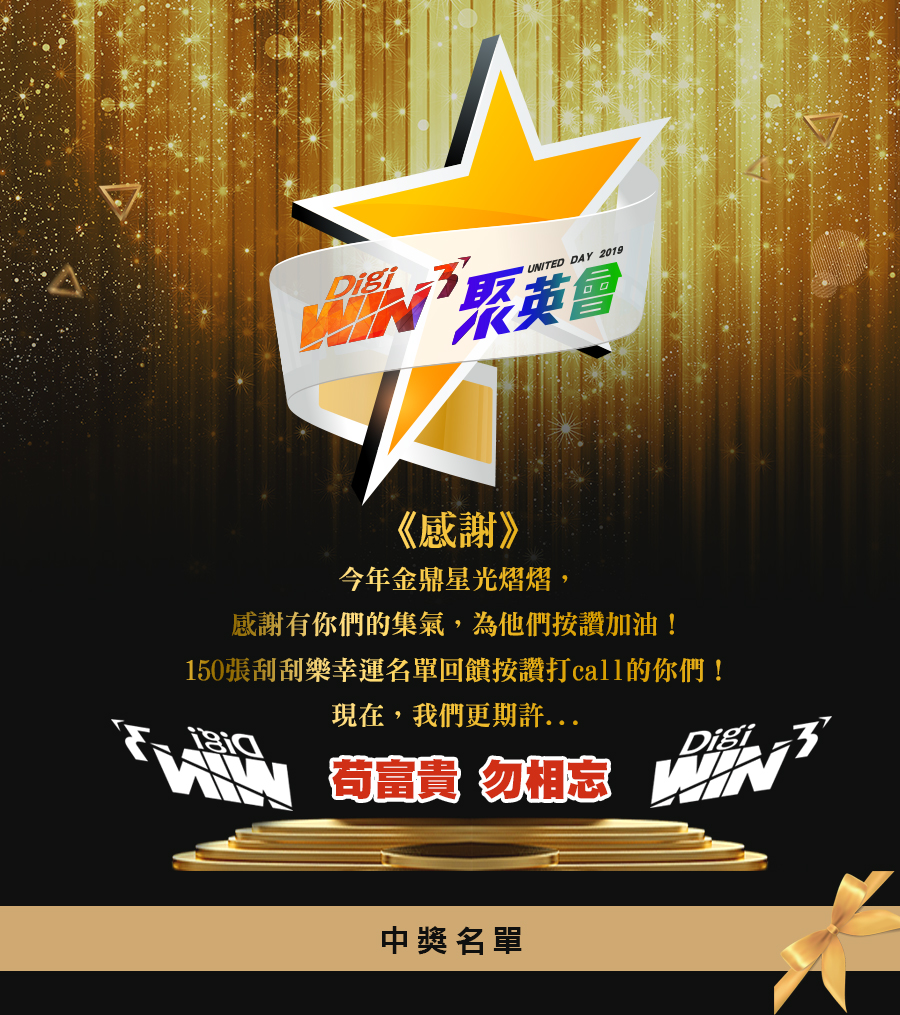 UNITED DAY 2019
Digi
WIN³ 聚英會
《感謝》
今年金鼎星光熠熠，
感謝有你們的集氣，為他們按讚加油！
150張刮刮樂幸運名單回饋按讚打call的你們！
現在，我們更期許...
Digi
WIN³
苟富貴 勿相忘
Digi
WIN³
中獎名單